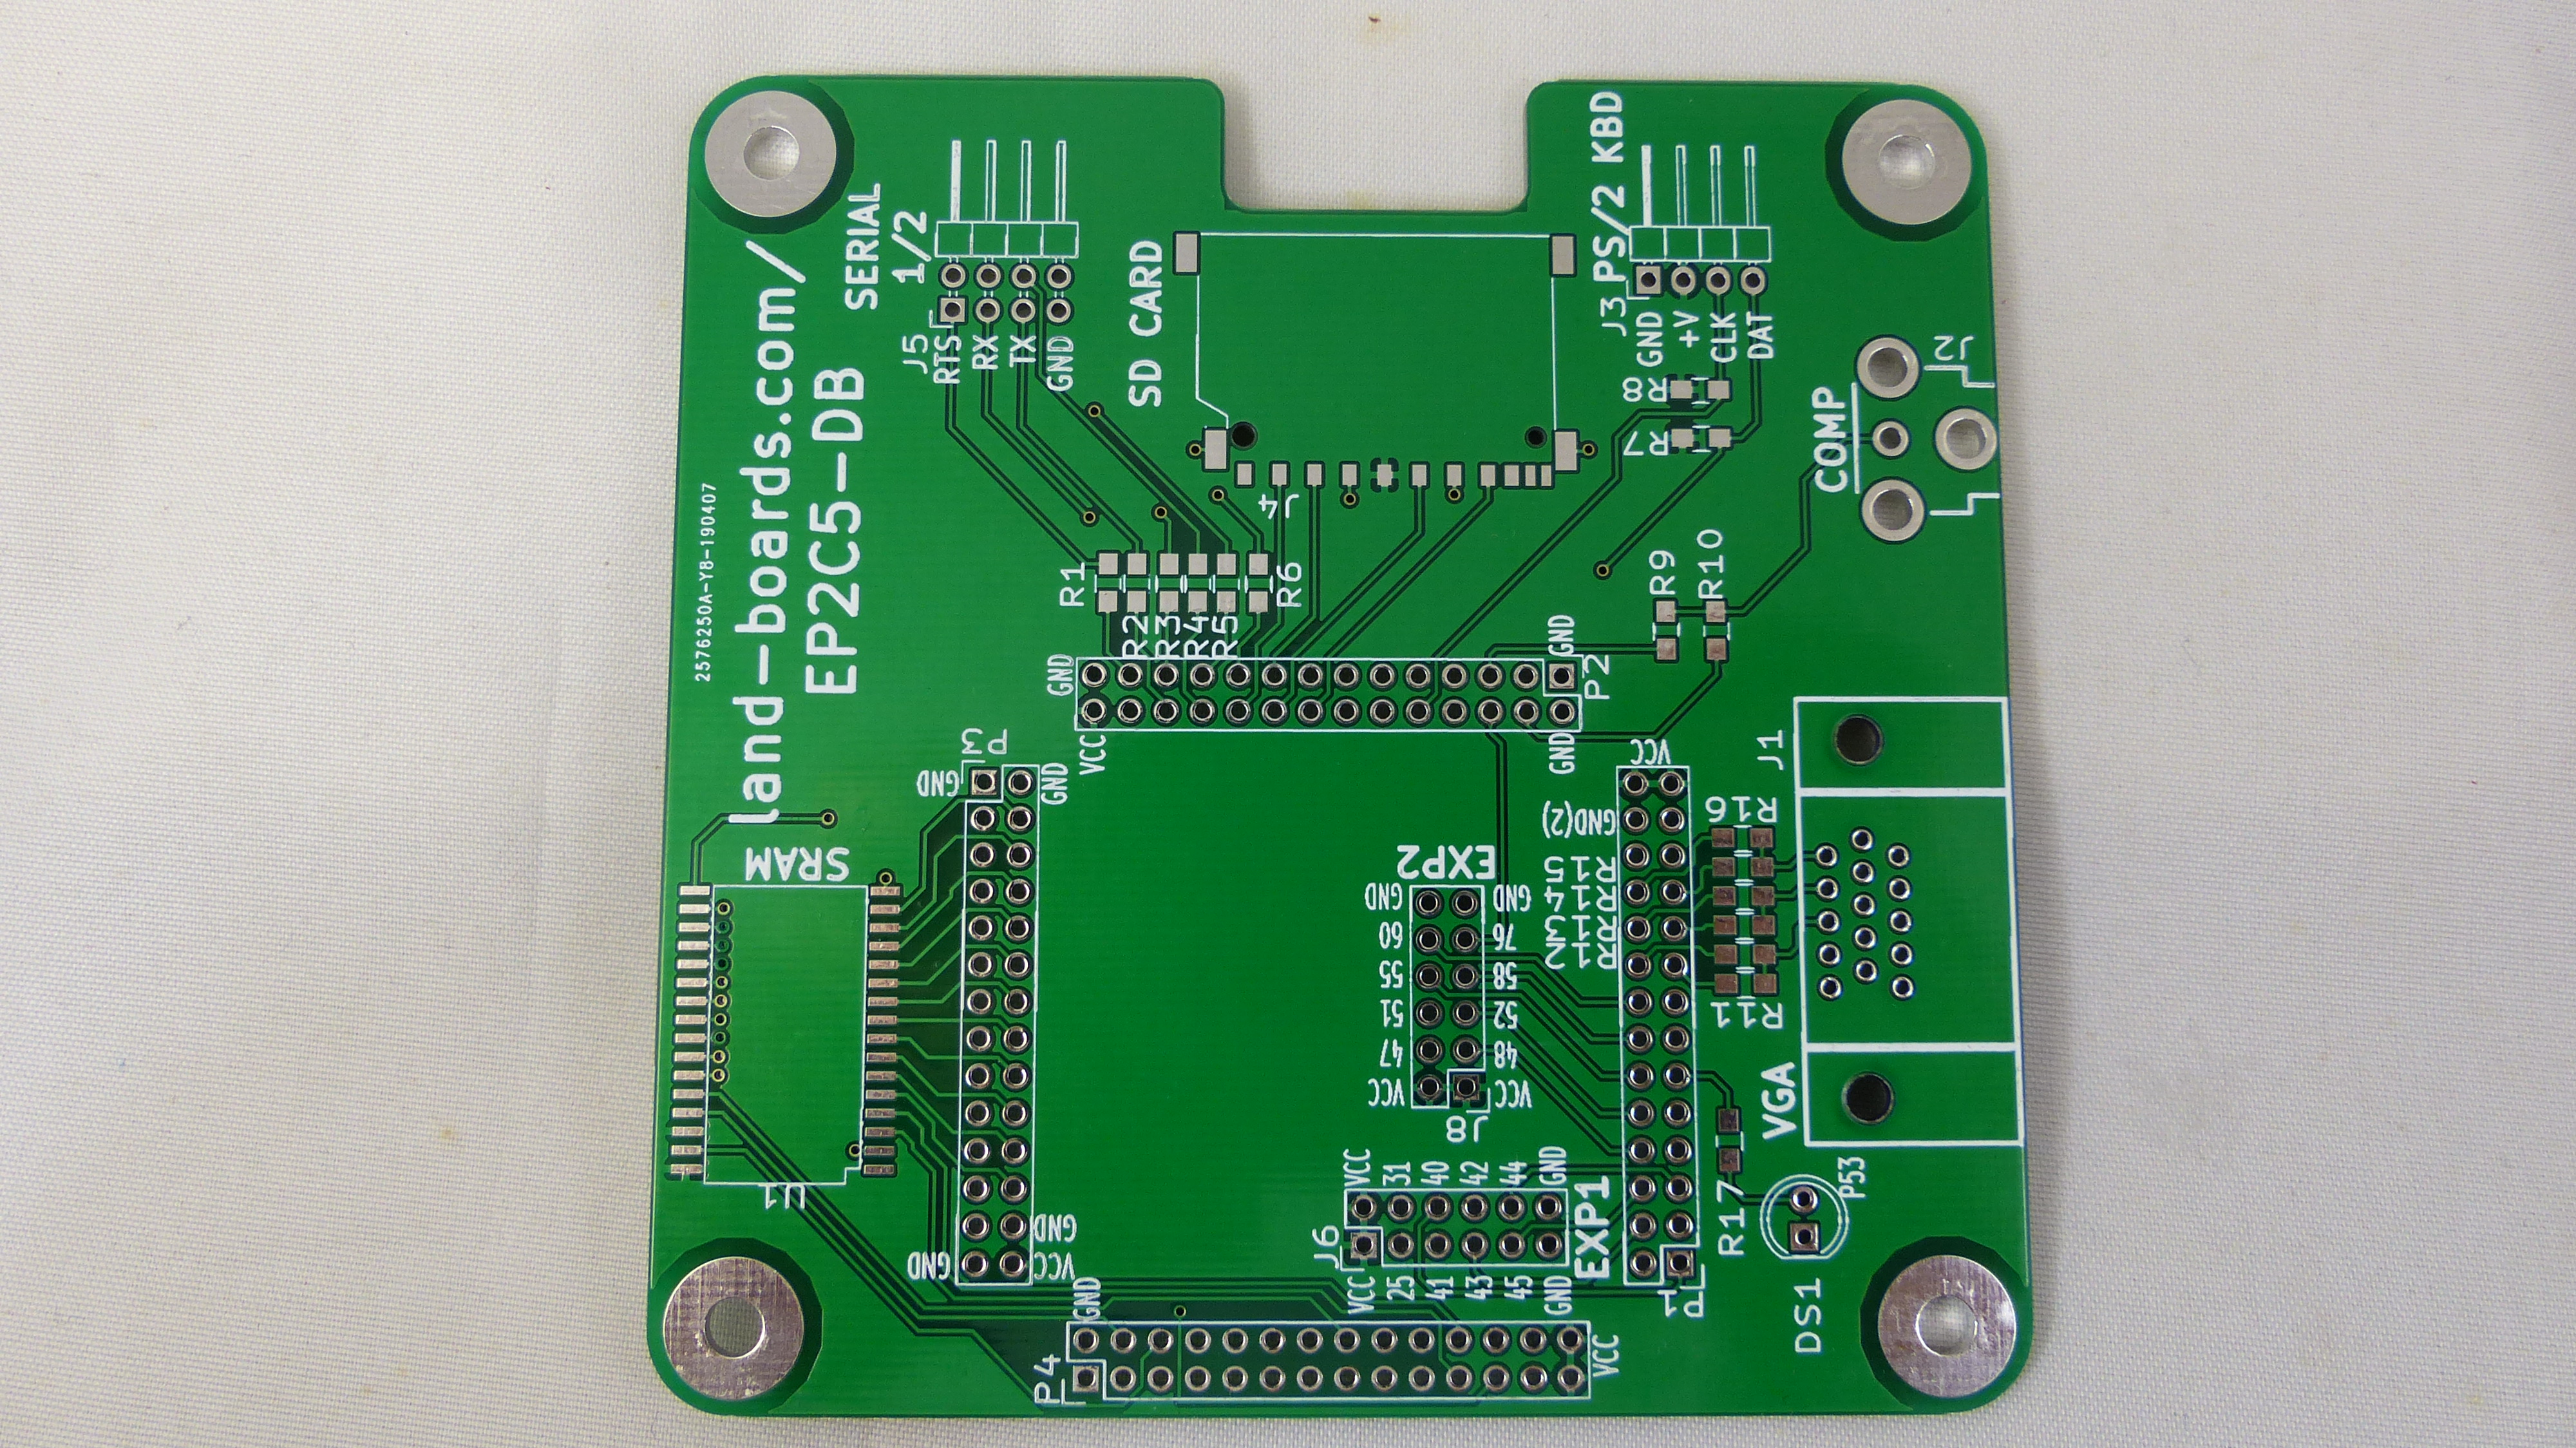 PS/2 KBD
SERIAL
1/2
J5
RTS
RX
TX
GND
SD CARD
J3
GND
+V
CLK
DAT
R8
R7
J2
COMP
J4
2576250A-Y8-190407
land-boards.com/
EP2C5-DB
R1
R2
R3
R4
R5
R6
R9
R10
GND
GND
P2
VCC
GND
P3
GND
GND
VCC
J1
GND(2)
R16
R15
R14
R13
R12
R11
SRAM
U1
EXP2
GND
GND
60
76
55
58
51
52
47
48
VCC
VCC
J8
VGA
VCC
31
40
42
44
GND
J6
EXP1
VCC
25
41
43
45
GND
R17
P53
DS1
P1
GND
GND
VCC
GND
P4
VCC